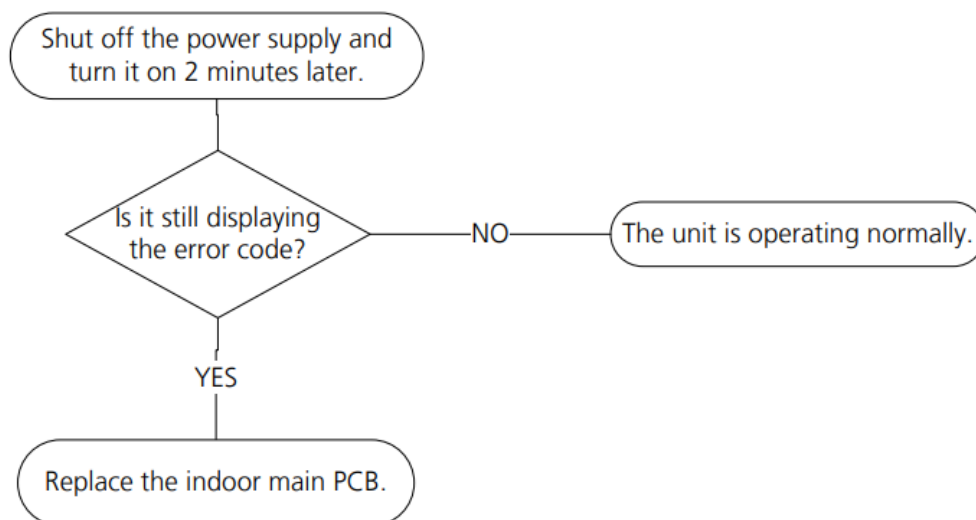 Shut off the power supply and
turn it on 2 minutes later.
Is it still displaying
the error code?
NO
The unit is operating normally.
YES
Replace the indoor main PCB.